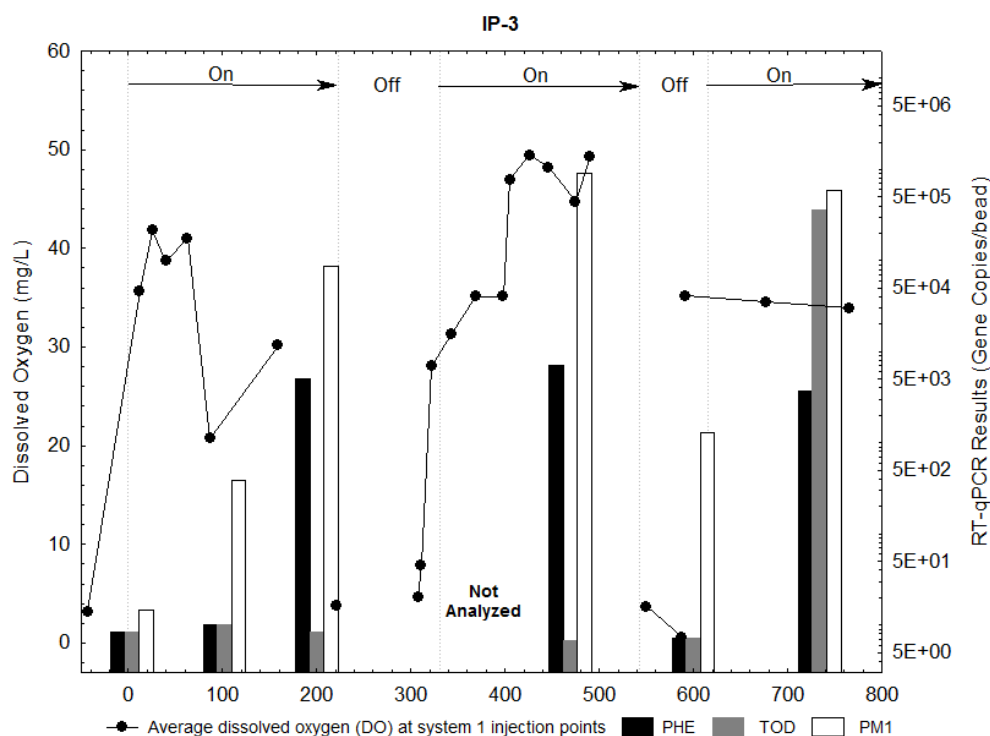 IP-3
60
50
40
30
20
10
0
Dissolved Oxygen (mg/L)
On
Off
On
Off
On
Not
Analyzed
5E+06
5E+05
5E+04
5E+03
5E+02
5E+01
5E+00
RT-qPCR Results (Gene Copies/bead)
0 100 200 300 400 500 600 700 800
Average dissolved oxygen (DO) at system 1 injection points PHE TOD PM1